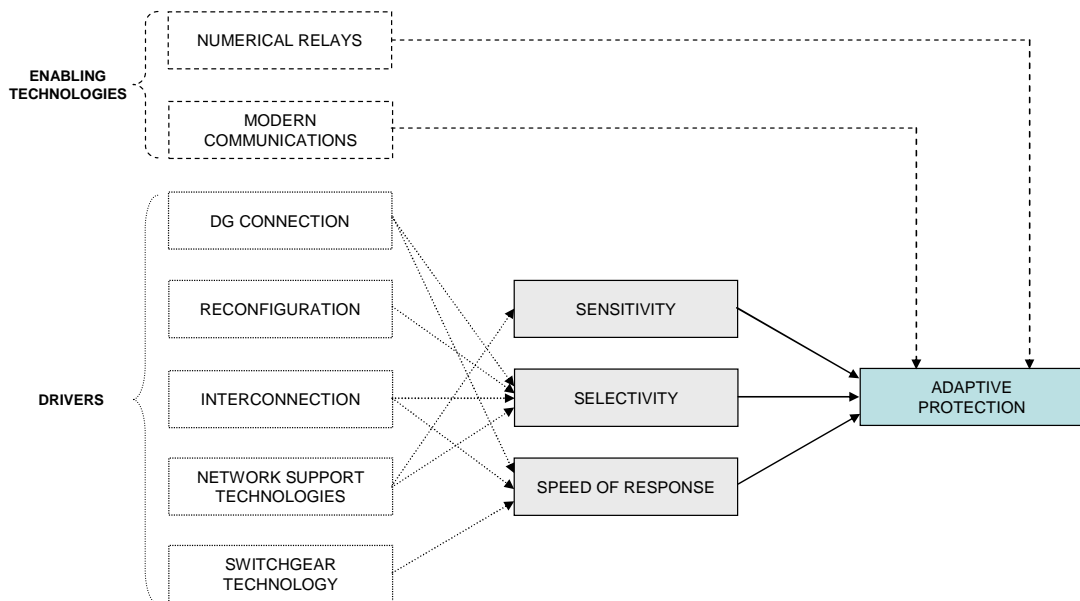 NUMERICAL RELAYS
ENABLING
TECHNOLOGIES
MODERN
COMMUNICATIONS
DG CONNECTION
RECONFIGURATION
SENSITIVITY
DRIVERS
INTERCONNECTION
SELECTIVITY
ADAPTIVE
PROTECTION
NETWORK SUPPORT
TECHNOLOGIES
SPEED OF RESPONSE
SWITCHGEAR
TECHNOLOGY